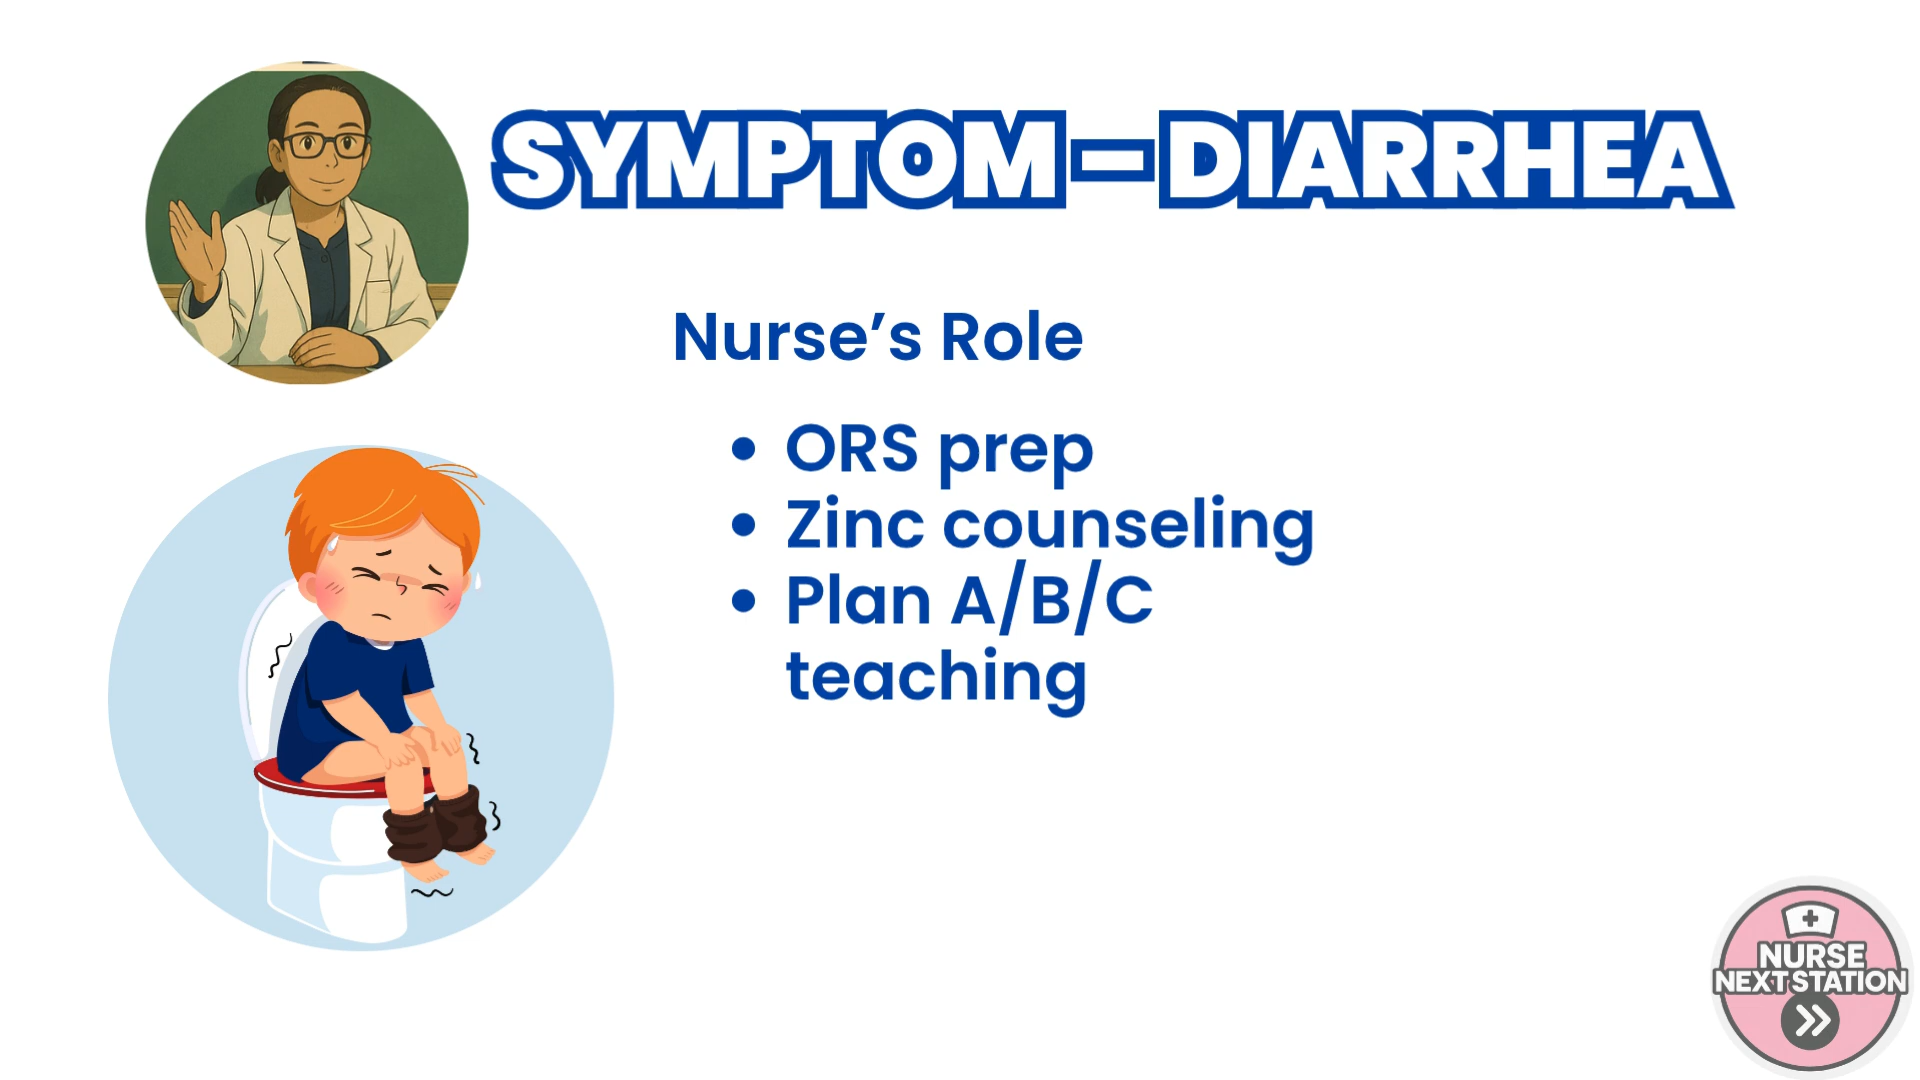 SYMPTOM–DIARRHEA
Nurse’s Role
• ORS prep
• Zinc counseling
• Plan A/B/C
teaching
NURSE
NEXT STATION